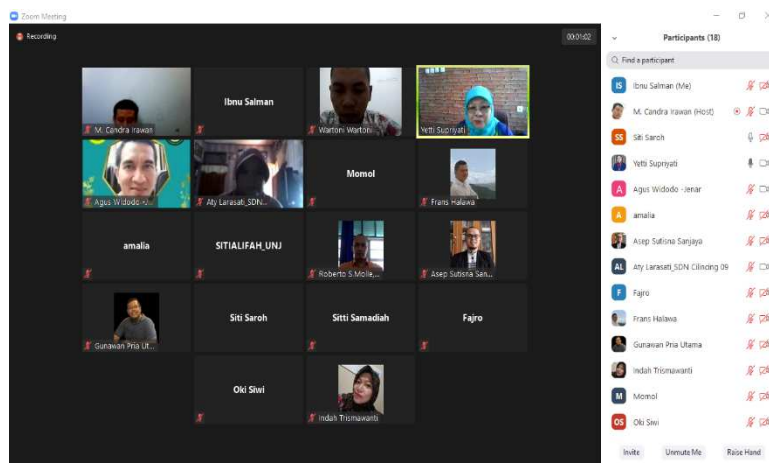 Zoom Meeting
Recording
00:01:02
M. Candra Irawan
Ibnu Salman
Wartoni Wartoni
Yetti Supriyati
Agus Widodo -J...
Aty Larasati_SDN...
Momol
Frans Halawa
amalia
SITIALIFAH_UNJ
Roberto S.Molle,...
Asep Sutisna San...
Gunawan Pria Ut...
Siti Saroh
Sitti Samadiah
Fajro
Oki Siwi
Indah Trismawanti
Participants (18)
Find a participant
IS Ibnu Salman (Me)
M. Candra Irawan (Host)
SS Siti Saroh
Yetti Supriyati
A Agus Widodo -Jenar
A amalia
Asep Sutisna Sanjaya
AL Aty Larasati_SDN Cilincing 09
F Fajro
Frans Halawa
Gunawan Pria Utama
Indah Trismawanti
M Momol
OS Oki Siwi
Invite Unmute Me Raise Hand